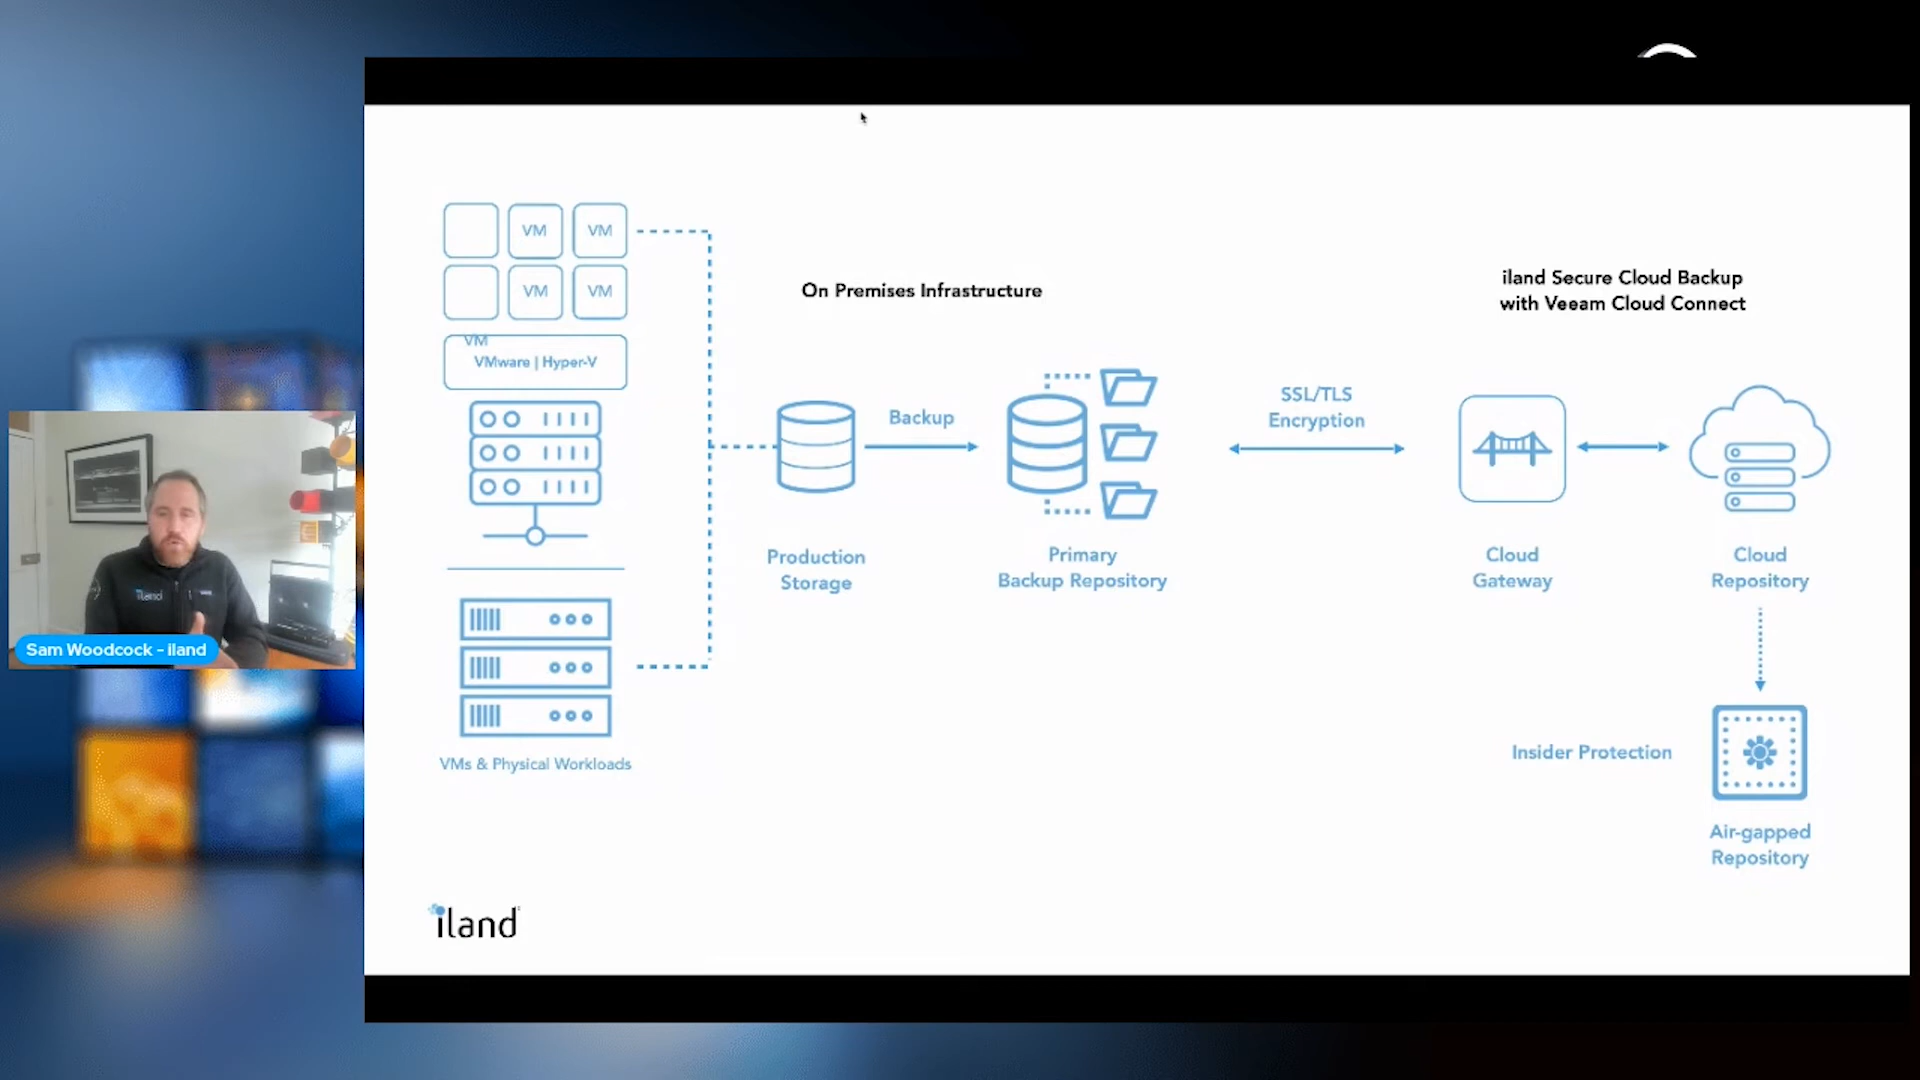 VM
VM
VM
VM
VM
VMware | Hyper-V
VMs & Physical Workloads
On Premises Infrastructure
Production
Storage
Backup
Primary
Backup Repository
SSL/TLS
Encryption
iland Secure Cloud Backup
with Veeam Cloud Connect
Cloud
Gateway
Cloud
Repository
Insider Protection
Air-gapped
Repository
iland
iland
Sam Woodcock - iland